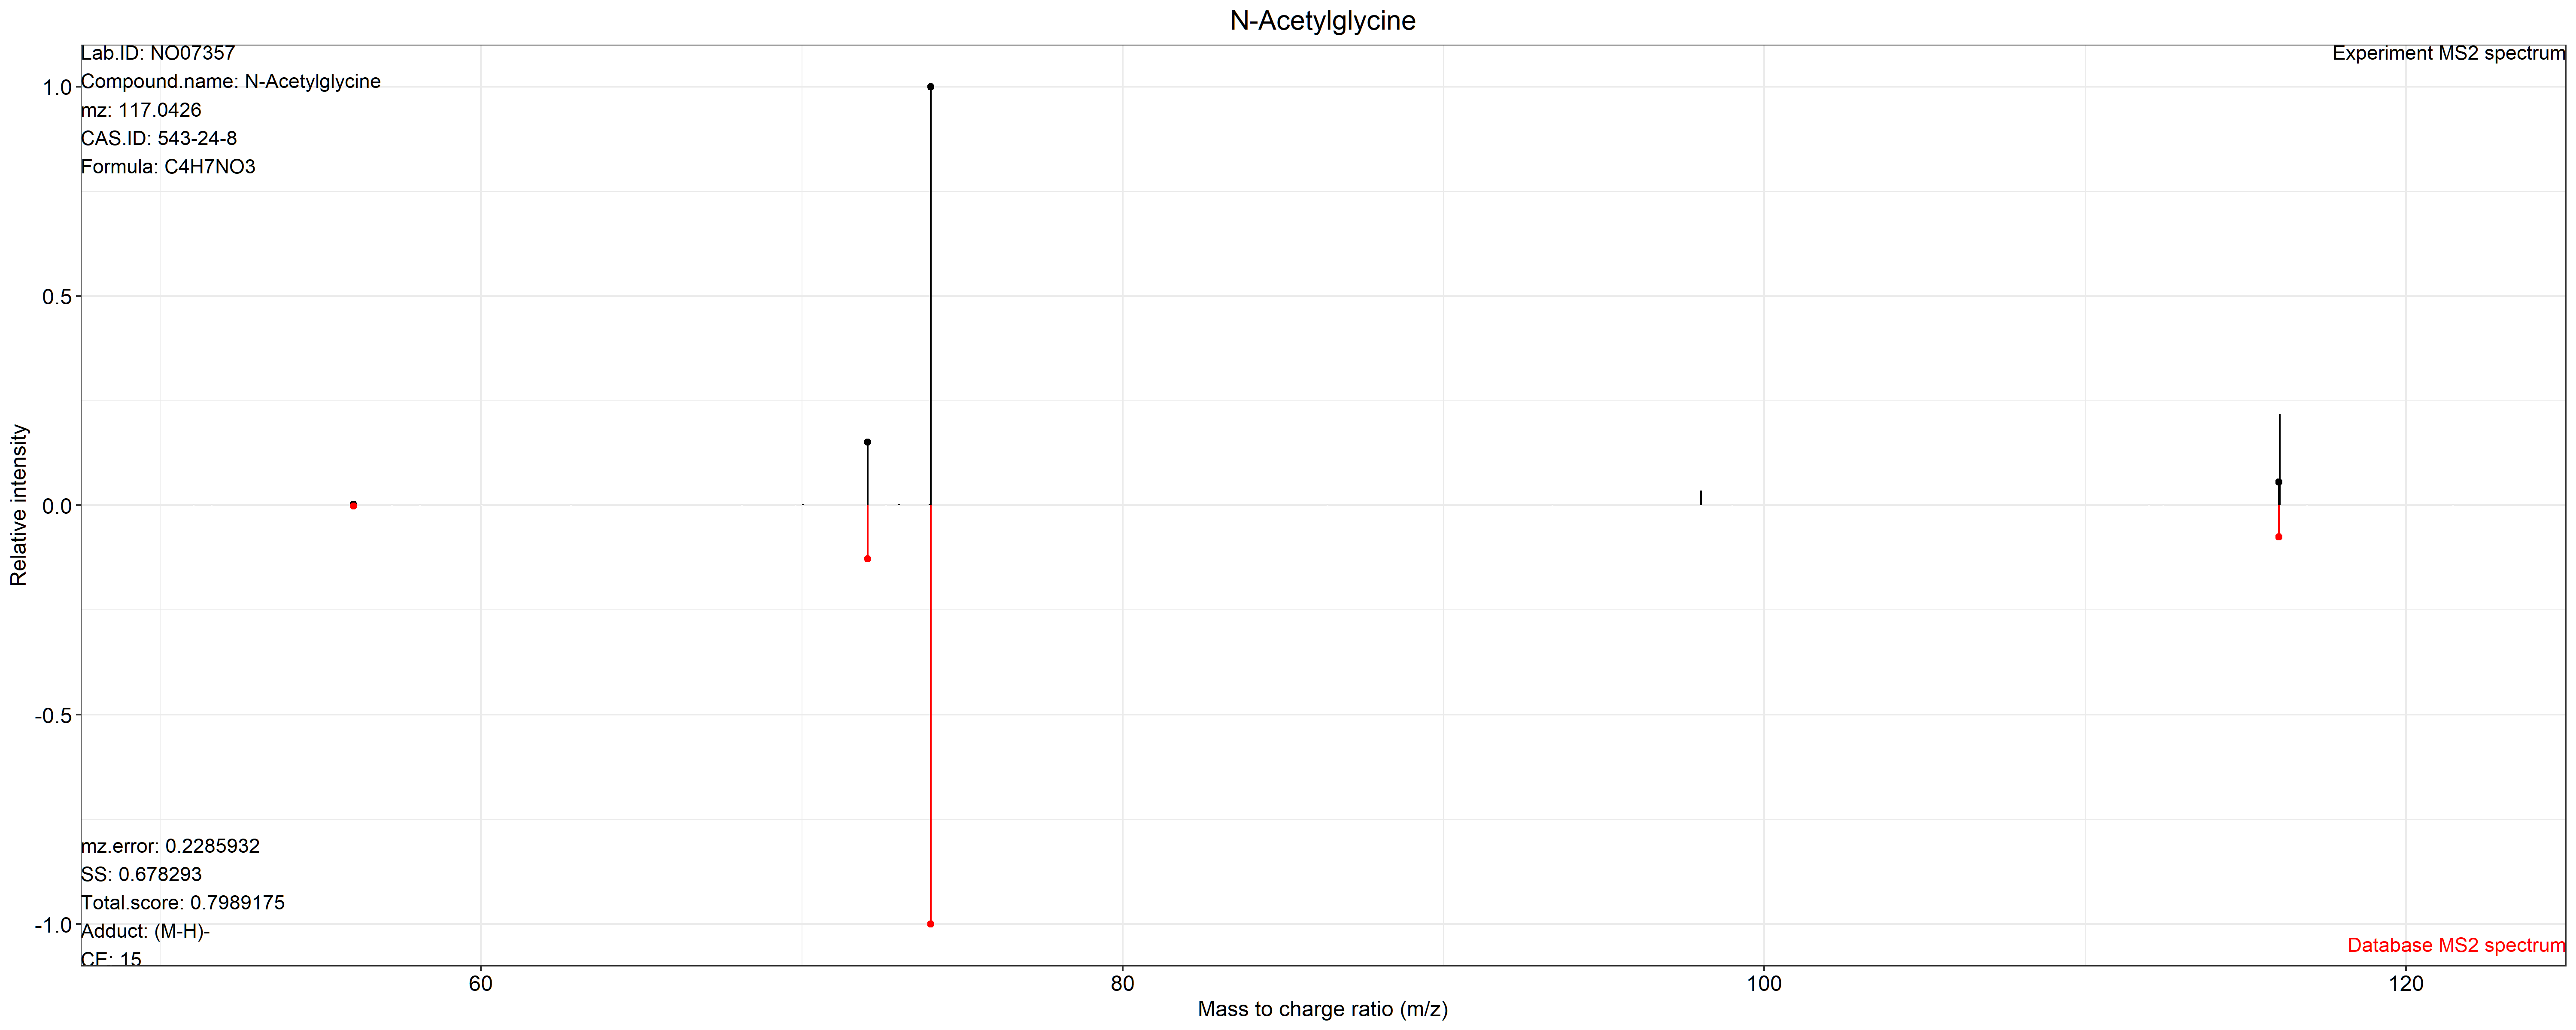 N-Acetylglycine
Lab.ID: NO07357
Compound.name: N-Acetylglycine
mz: 117.0426
CAS.ID: 543-24-8
Formula: C4H7NO3
Experiment MS2 spectrum
1.0
0.5
0.0
-0.5
-1.0
Relative intensity
mz.error: 0.2285932
SS: 0.678293
Total.score: 0.7989175
Adduct: (M-H)-
CE: 15
Database MS2 spectrum
60
80
100
120
Mass to charge ratio (m/z)